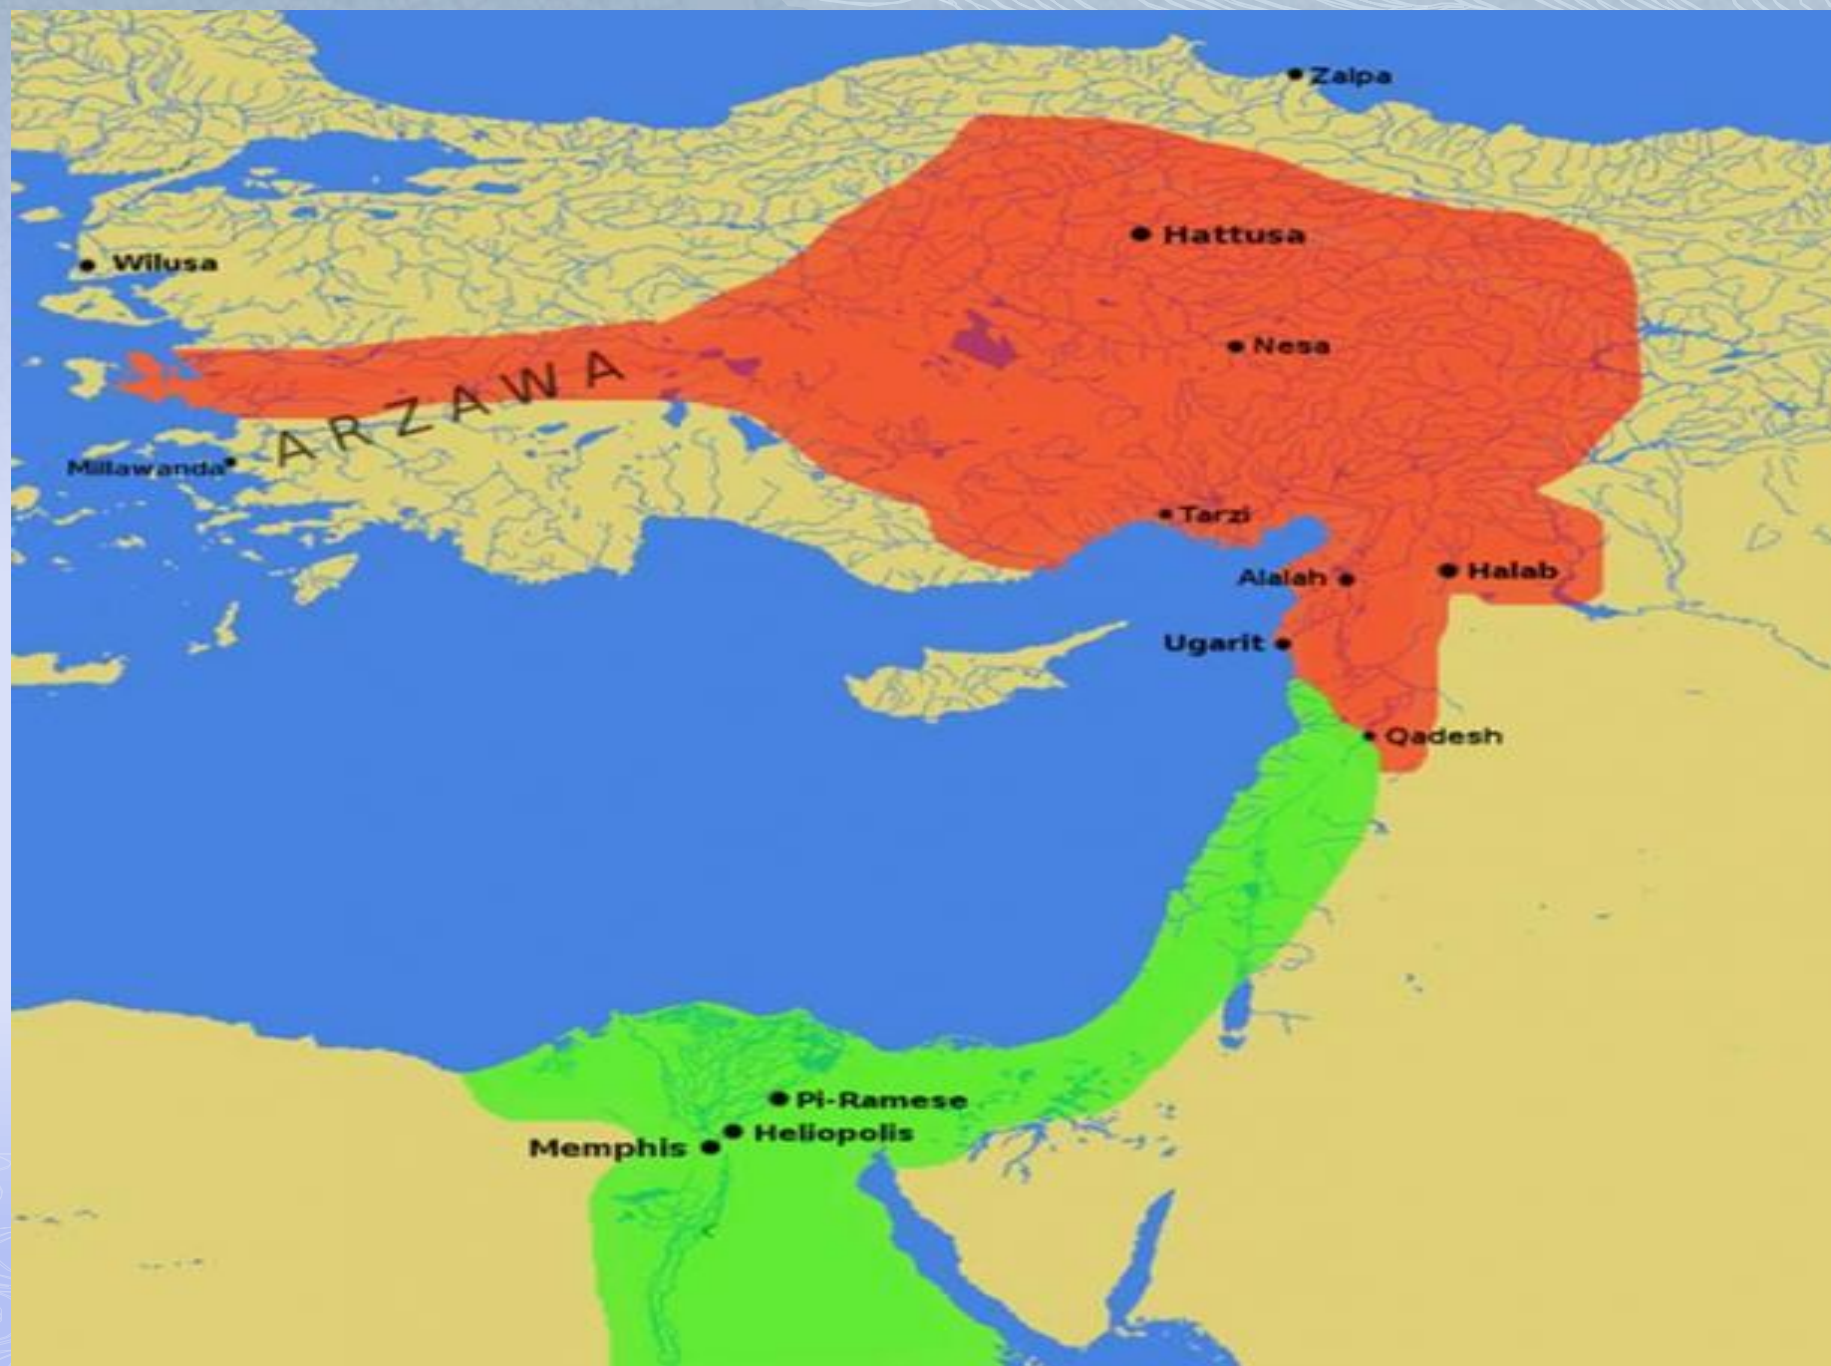 Zalpa
Hattusa
Wilusa
Nesa
ARZAWA
Millawanda
Tarzi
Alalah
Halab
Ugarit
Qadesh
Pi-Ramese
Heliopolis
Memphis